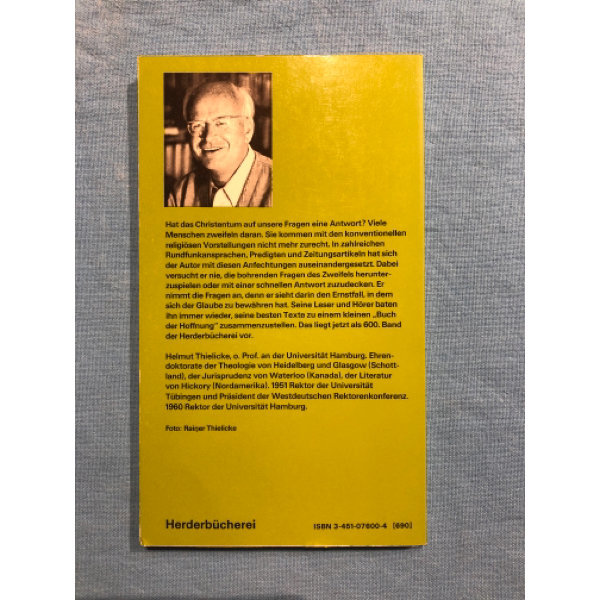 Hat das Christentum auf unsere Fragen eine Antwort? Viele
Menschen zweifeln daran. Sie kommen mit den konventionellen
religiösen Vorstellungen nicht mehr zurecht. In zahlreichen
Rundfunkansprachen, Predigten und Zeitungsartikeln hat sich
der Autor mit diesen Anfechtungen auseinandergesetzt. Dabei
versucht er nie, die bohrenden Fragen des Zweifels herunter-
zuspielen oder mit einer schnellen Antwort zuzudecken. Er
nimmt die Fragen an, denn er sieht darin den Ernstfall, in dem
sich der Glaube zu bewähren hat. Seine Leser und Hörer baten
ihn immer wieder, seine besten Texte zu einem kleinen „Buch
der Hoffnung“ zusammenzustellen. Das liegt jetzt als 600. Band
der Herderbücherei vor.
Helmut Thielicke, o. Prof. an der Universität Hamburg. Ehren-
doktorate der Theologie von Heidelberg und Glasgow (Schott-
land), der Jurisprudenz von Waterloo (Kanada), der Literatur
von Hickory (Nordamerika). 1951 Rektor der Universität
Tübingen und Präsident der Westdeutschen Rektorenkonferenz.
1960 Rektor der Universität Hamburg.
Foto: Rainer Thielicke
Herderbücherei
ISBN 3-451-07600-4 [690]